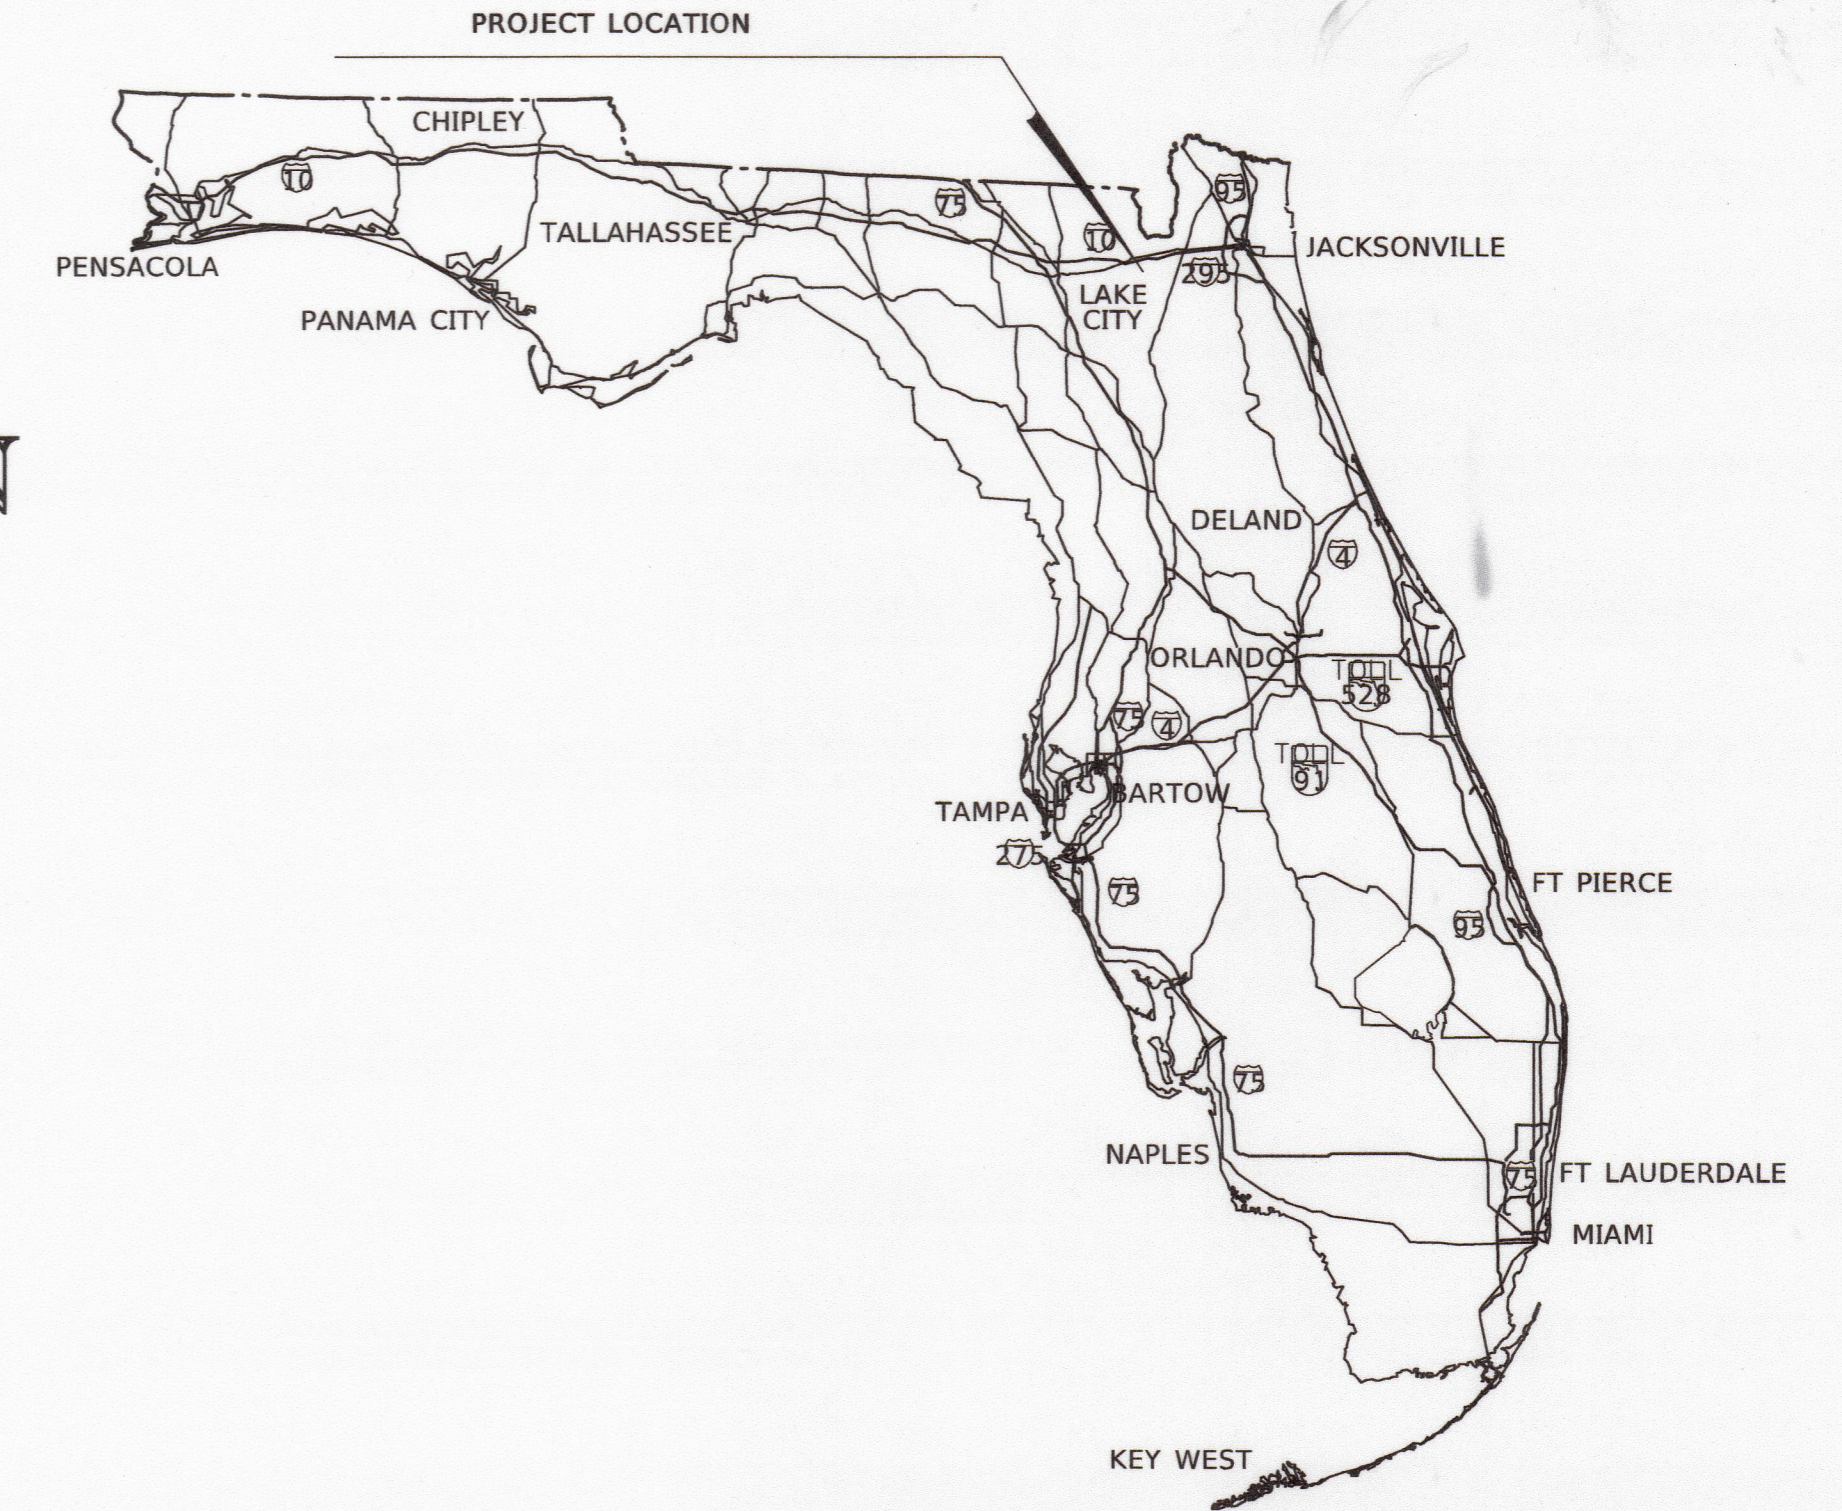 PROJECT LOCATION
CHIPLEY
10
95
75
TALLAHASSEE
10
JACKSONVILLE
PENSACOLA
295
LAKE
CITY
PANAMA CITY
N
DELAND
4
ORLANDO
TOLL
528
75
4
TOLL
91
BARTOW
TAMPA
275
75
FT PIERCE
95
75
NAPLES
75
FT LAUDERDALE
MIAMI
KEY WEST